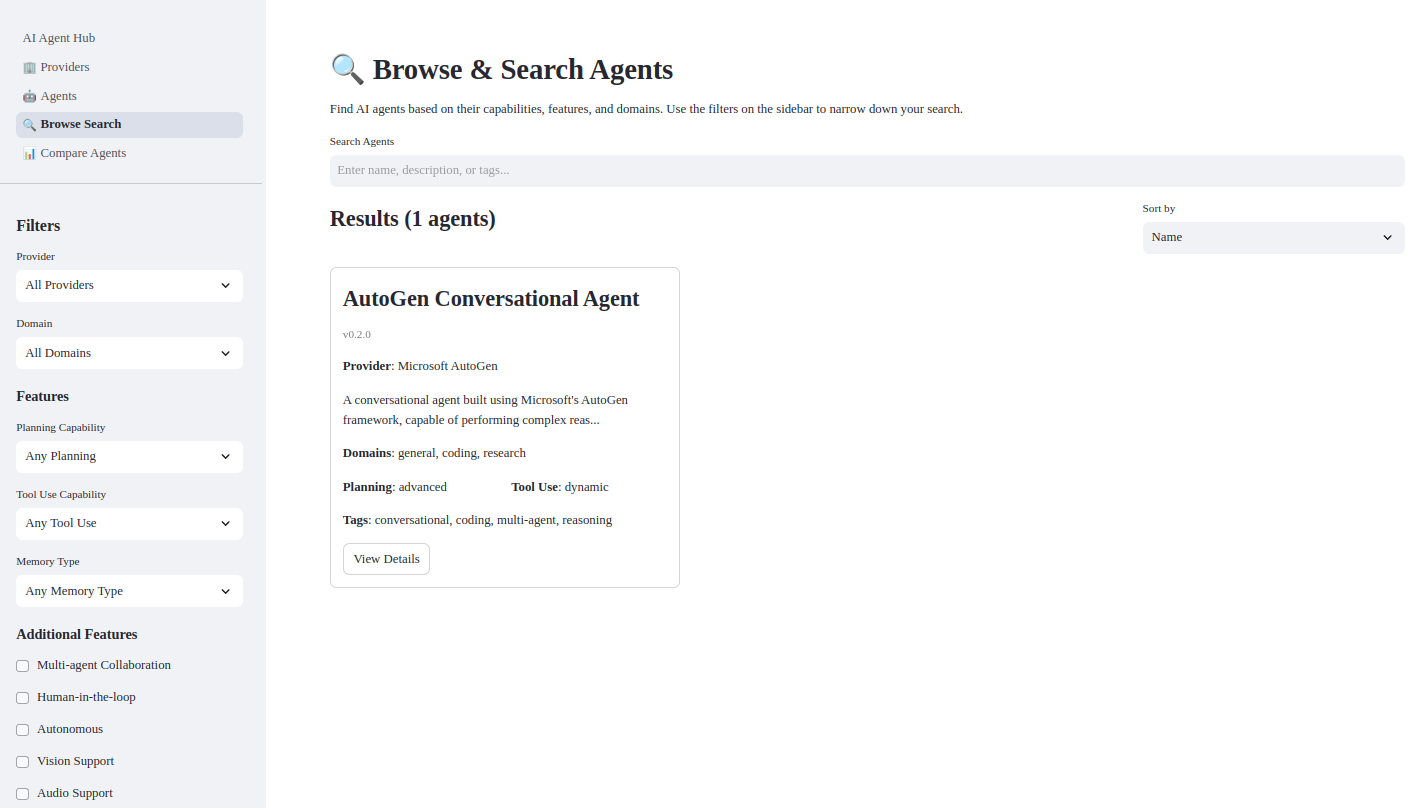 AI Agent Hub
🏢 Providers
🤖 Agents
🔍 Browse Search
📊 Compare Agents
Filters
Provider
All Providers
Domain
All Domains
Features
Planning Capability
Any Planning
Tool Use Capability
Any Tool Use
Memory Type
Any Memory Type
Additional Features
Multi-agent Collaboration
Human-in-the-loop
Autonomous
Vision Support
Audio Support
🔍 Browse & Search Agents
Find AI agents based on their capabilities, features, and domains. Use the filters on the sidebar to narrow down your search.
Search Agents
Enter name, description, or tags...
Results (1 agents)
Sort by
Name
AutoGen Conversational Agent
v0.2.0
Provider: Microsoft AutoGen
A conversational agent built using Microsoft's AutoGen
framework, capable of performing complex reas...
Domains: general, coding, research
Planning: advanced
Tool Use: dynamic
Tags: conversational, coding, multi-agent, reasoning
View Details